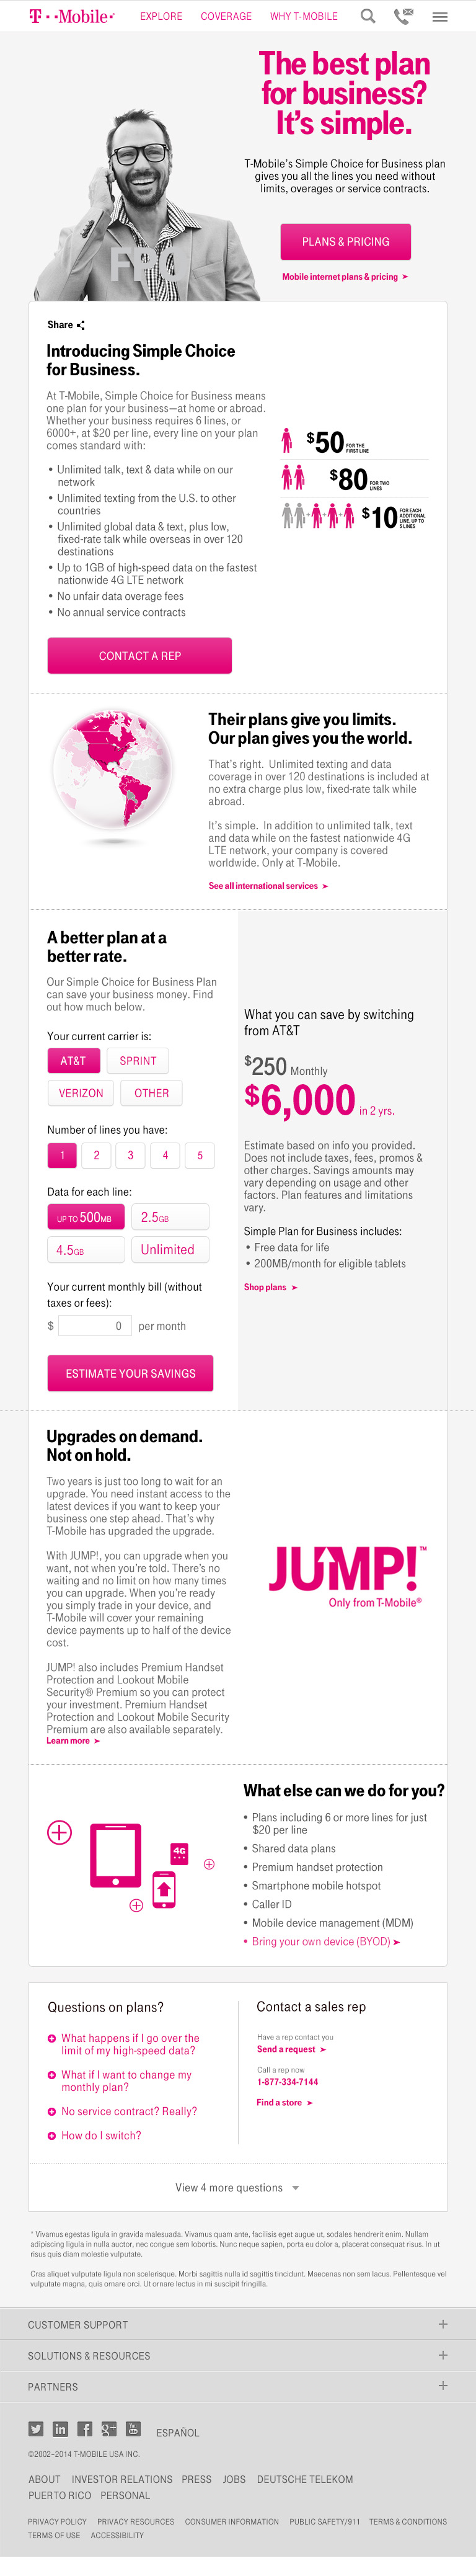 T··Mobile·
EXPLORE COVERAGE WHY T-MOBILE
The best plan
for business?
It's simple.
T-Mobile's Simple Choice for Business plan
gives you all the lines you need without
limits, overages or service contracts.
FPO
PLANS & PRICING
Mobile internet plans & pricing ➤
Share
Introducing Simple Choice
for Business.
At T-Mobile, Simple Choice for Business means
one plan for your business—at home or abroad.
Whether your business requires 6 lines, or
6000+, at $20 per line, every line on your plan
comes standard with:
• Unlimited talk, text & data while on our
network
• Unlimited texting from the U.S. to other
countries
• Unlimited global data & text, plus low,
fixed-rate talk while overseas in over 120
destinations
• Up to 1GB of high-speed data on the fastest
nationwide 4G LTE network
• No unfair data overage fees
• No annual service contracts
$50 FOR THE
FIRST LINE
$80 FOR TWO
LINES
+ + + $10 FOR EACH
ADDITIONAL
LINE, UP TO
5 LINES
CONTACT A REP
Their plans give you limits.
Our plan gives you the world.
That's right. Unlimited texting and data
coverage in over 120 destinations is included at
no extra charge plus low, fixed-rate talk while
abroad.
It's simple. In addition to unlimited talk, text
and data while on the fastest nationwide 4G
LTE network, your company is covered
worldwide. Only at T-Mobile.
See all international services ➤
A better plan at a
better rate.
Our Simple Choice for Business Plan
can save your business money. Find
out how much below.
Your current carrier is:
AT&T SPRINT
VERIZON OTHER
Number of lines you have:
1 2 3 4 5
Data for each line:
UP TO 500MB 2.5GB
4.5GB Unlimited
Your current monthly bill (without
taxes or fees):
$ 0 per month
ESTIMATE YOUR SAVINGS
What you can save by switching
from AT&T
$250 Monthly
$6,000 in 2 yrs.
Estimate based on info you provided.
Does not include taxes, fees, promos &
other charges. Savings amounts may
vary depending on usage and other
factors. Plan features and limitations
vary.
Simple Plan for Business includes:
• Free data for life
• 200MB/month for eligible tablets
Shop plans ➤
Upgrades on demand.
Not on hold.
Two years is just too long to wait for an
upgrade. You need instant access to the
latest devices if you want to keep your
business one step ahead. That's why
T-Mobile has upgraded the upgrade.
With JUMP!, you can upgrade when you
want, not when you're told. There's no
waiting and no limit on how many times
you can upgrade. When you're ready
you simply trade in your device, and
T-Mobile will cover your remaining
device payments up to half of the device
cost.
JUMP! also includes Premium Handset
Protection and Lookout Mobile
Security® Premium so you can protect
your investment. Premium Handset
Protection and Lookout Mobile Security
Premium are also available separately.
Learn more ➤
JUMP!™
Only from T-Mobile®
4G
What else can we do for you?
• Plans including 6 or more lines for just
$20 per line
• Shared data plans
• Premium handset protection
• Smartphone mobile hotspot
• Caller ID
• Mobile device management (MDM)
• Bring your own device (BYOD) ➤
Questions on plans?
What happens if I go over the
limit of my high-speed data?
What if I want to change my
monthly plan?
No service contract? Really?
How do I switch?
Contact a sales rep
Have a rep contact you
Send a request ➤
Call a rep now
1-877-334-7144
Find a store ➤
View 4 more questions
* Vivamus egestas ligula in gravida malesuada. Vivamus quam ante, facilisis eget augue ut, sodales hendrerit enim. Nullam
adipiscing ligula in nulla auctor, nec congue sem lobortis. Nunc neque sapien, porta eu dolor a, placerat consequat risus. In ut
risus quis diam molestie vulputate.
Cras aliquet vulputate ligula non scelerisque. Morbi sagittis nulla id sagittis tincidunt. Maecenas non sem lacus. Pellentesque vel
vulputate magna, quis ornare orci. Ut ornare lectus in mi suscipit fringilla.
CUSTOMER SUPPORT +
SOLUTIONS & RESOURCES +
PARTNERS +
in f g+ You ESPAÑOL
©2002-2014 T-MOBILE USA INC.
ABOUT INVESTOR RELATIONS PRESS JOBS DEUTSCHE TELEKOM
PUERTO RICO PERSONAL
PRIVACY POLICY PRIVACY RESOURCES CONSUMER INFORMATION PUBLIC SAFETY/911 TERMS & CONDITIONS
TERMS OF USE ACCESSIBILITY